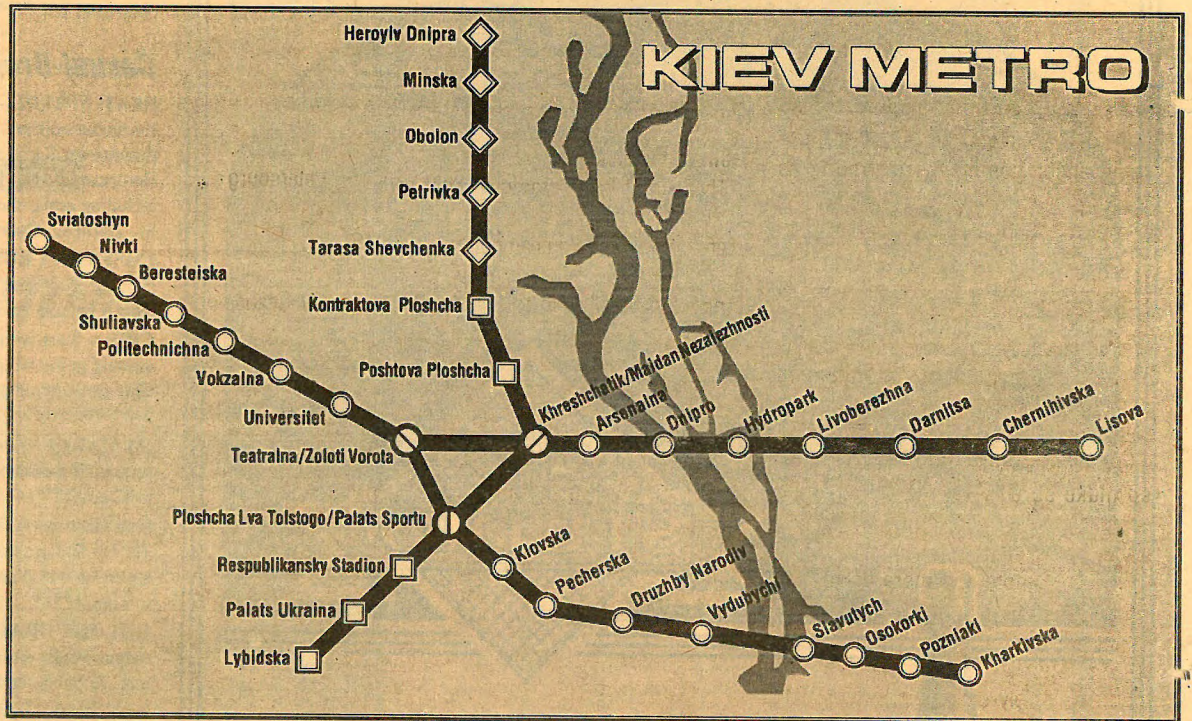 KIEV METRO
Heroyiv Dnipra
Minska
Obolon
Petrivka
Tarasa Shevchenka
Kontraktova Ploshcha
Poshtova Ploshcha
Khreshchatik/Maidan Nezalezhnosti
Sviatoshyn
Nivki
Beresteiska
Shuliavska
Politechnichna
Vokzalna
Universitet
Teatralna/Zoloti Vorota
Arsenalna
Dnipro
Hydropark
Livoberezhna
Darnitsa
Chernihivska
Lisova
Ploshcha Lva Tolstogo/Palats Sportu
Respublikansky Stadion
Palats Ukraina
Lybidska
Klovska
Pecherska
Druzhby Narodiv
Vydubychi
Slavutych
Osokorki
Pozniaki
Kharkivska